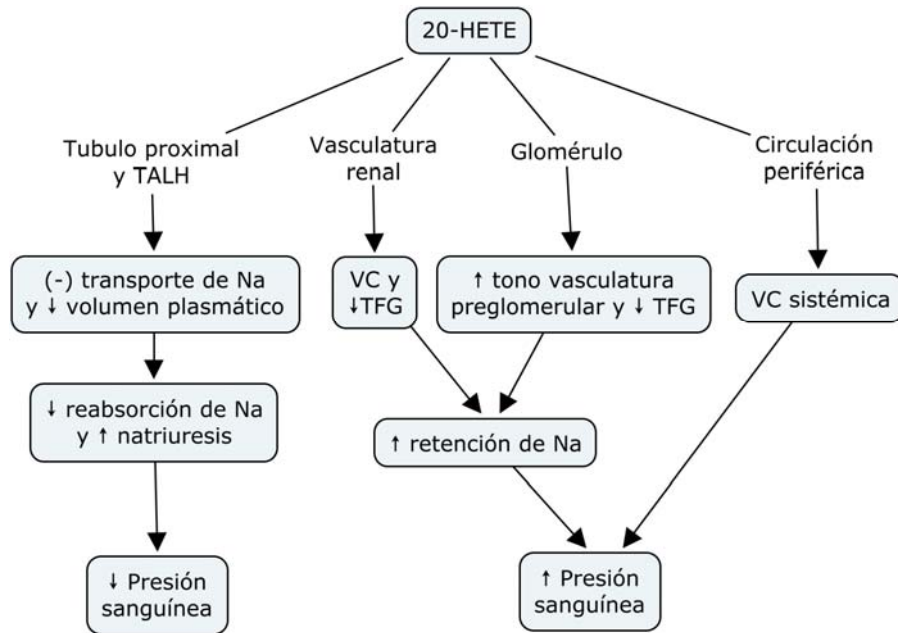 20-HETE
Tubulo proximal
y TALH
Vasculatura
renal
Glomérulo
Circulación
periférica
(-) transporte de Na
y ↓ volumen plasmático
VC y
↓TFG
↑ tono vasculatura
preglomerular y ↓ TFG
VC sistémica
↓ reabsorción de Na
y ↑ natriuresis
↑ retención de Na
↓ Presión
sanguínea
↑ Presión
sanguínea